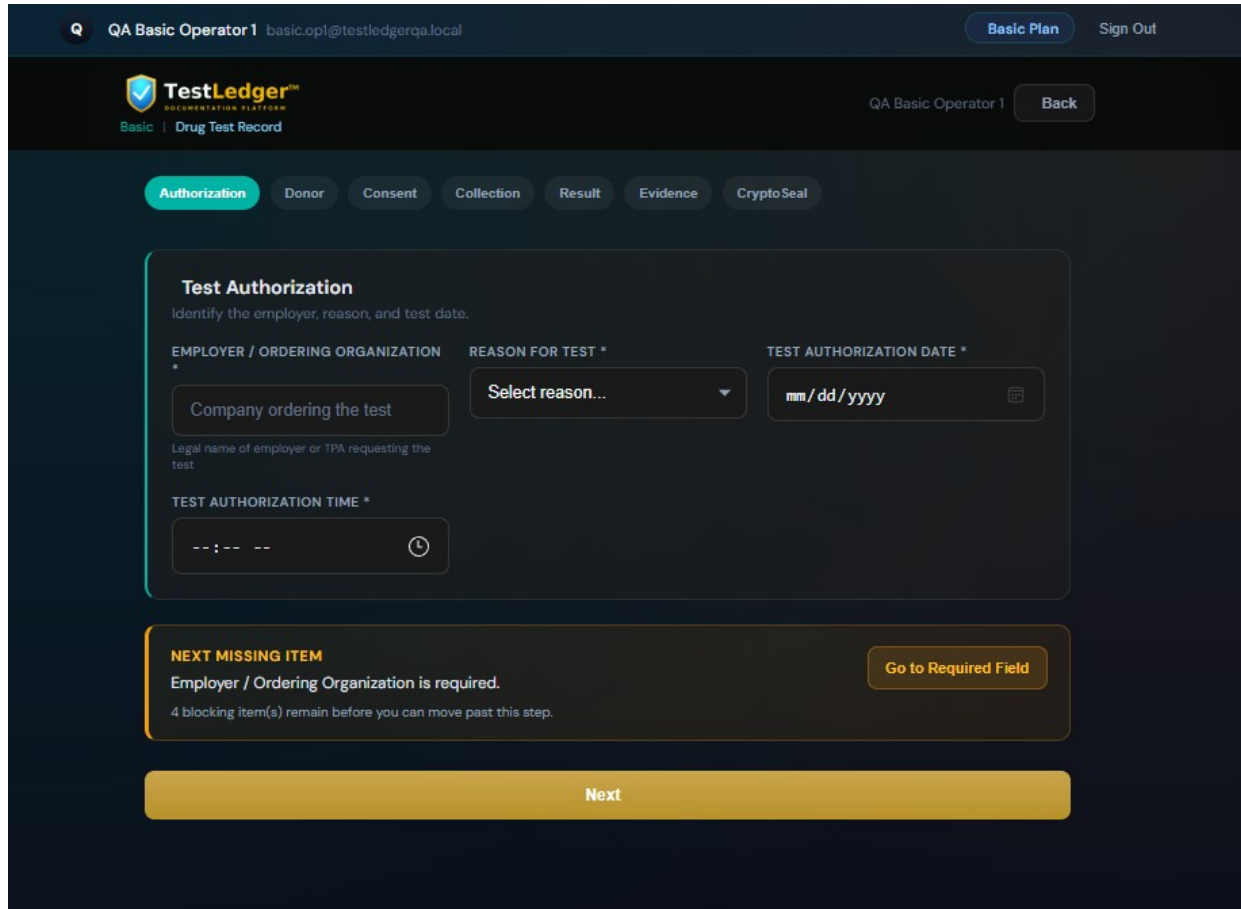 Q QA Basic Operator 1 basic.op1@testledgerqa.local Basic Plan Sign Out
TestLedger™
DOCUMENTATION PLATFORM
Basic | Drug Test Record
QA Basic Operator 1 Back
Authorization Donor Consent Collection Result Evidence CryptoSeal
Test Authorization
Identify the employer, reason, and test date.
EMPLOYER / ORDERING ORGANIZATION
*
Company ordering the test
Legal name of employer or TPA requesting the
test
REASON FOR TEST *
Select reason...
TEST AUTHORIZATION DATE *
mm/dd/yyyy
TEST AUTHORIZATION TIME *
--:-- --
NEXT MISSING ITEM
Employer / Ordering Organization is required.
4 blocking item(s) remain before you can move past this step.
Go to Required Field
Next